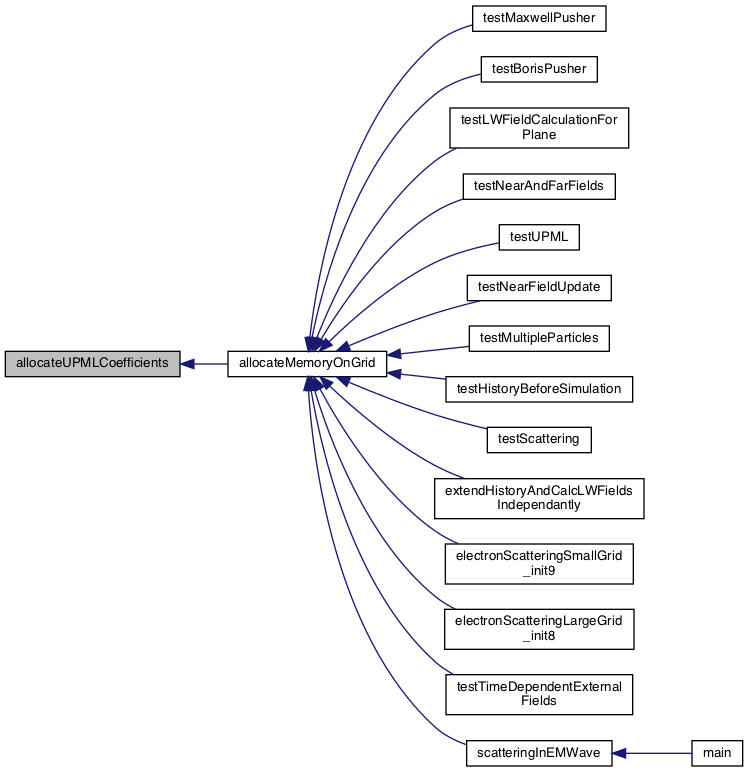 testMaxwellPusher
testBorisPusher
testLWFieldCalculationFor
Plane
testNearAndFarFields
testUPML
testNearFieldUpdate
testMultipleParticles
allocateUPMLCoefficients
allocateMemoryOnGrid
testHistoryBeforeSimulation
testScattering
extendHistoryAndCalcLWFields
Independantly
electronScatteringSmallGrid
_init9
electronScatteringLargeGrid
_init8
testTimeDependentExternal
Fields
scatteringInEMWave
main